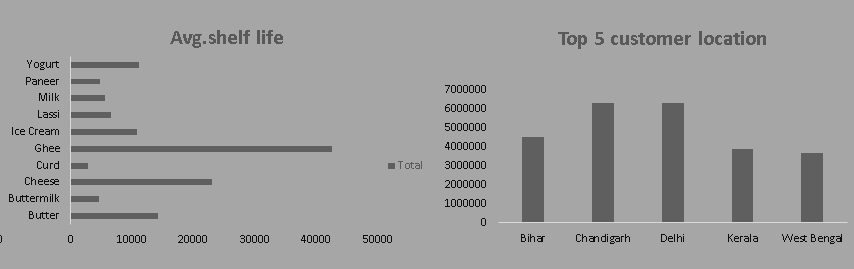 Avg.shelf life
Yogurt
Paneer
Milk
Lassi
Ice Cream
Ghee
Curd
Cheese
Buttermilk
Butter
0
0 10000 20000 30000 40000 50000
Total
Top 5 customer location
7000000
6000000
5000000
4000000
3000000
2000000
1000000
0
Bihar Chandigarh Delhi Kerala West Bengal